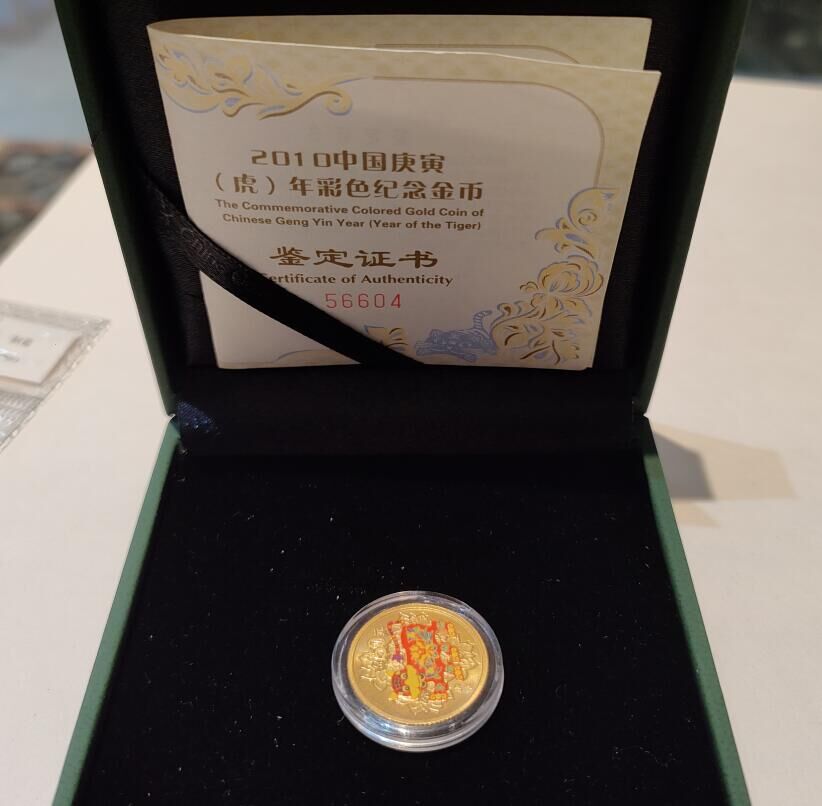 2010中国庚寅
（虎）年彩色纪念金币
The Commemorative Colored Gold Coin of
Chinese Geng Yin Year (Year of the Tiger)
鉴定证书
Certificate of Authenticity
56604